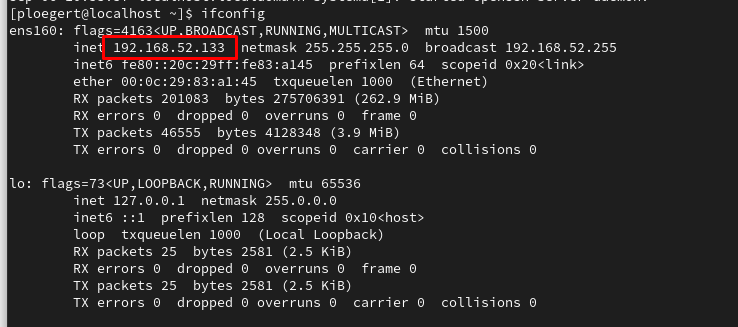 [ploegert@localhost ~]$ ifconfig
ens160: flags=4163<UP,BROADCAST,RUNNING,MULTICAST>  mtu 1500
        inet 192.168.52.133  netmask 255.255.255.0  broadcast 192.168.52.255
        inet6 fe80::20c:29ff:fe83:a145  prefixlen 64  scopeid 0x20<link>
        ether 00:0c:29:83:a1:45  txqueuelen 1000  (Ethernet)
        RX packets 201083  bytes 275706391 (262.9 MiB)
        RX errors 0  dropped 0  overruns 0  frame 0
        TX packets 46555  bytes 4128348 (3.9 MiB)
        TX errors 0  dropped 0 overruns 0  carrier 0  collisions 0

lo: flags=73<UP,LOOPBACK,RUNNING>  mtu 65536
        inet 127.0.0.1  netmask 255.0.0.0
        inet6 ::1  prefixlen 128  scopeid 0x10<host>
        loop  txqueuelen 1000  (Local Loopback)
        RX packets 25  bytes 2581 (2.5 KiB)
        RX errors 0  dropped 0  overruns 0  frame 0
        TX packets 25  bytes 2581 (2.5 KiB)
        TX errors 0  dropped 0 overruns 0  carrier 0  collisions 0